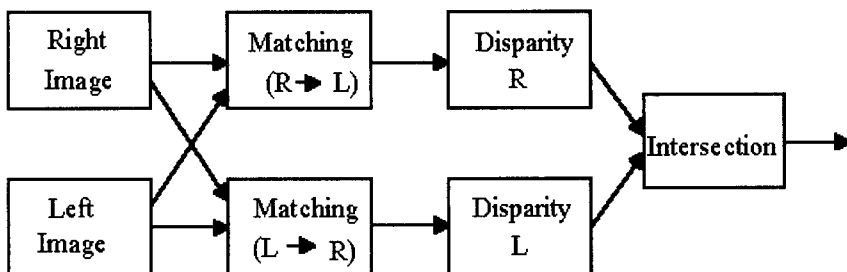 Right
Image
Matching
(R → L)
Disparity
R
Intersection
Left
Image
Matching
(L → R)
Disparity
L